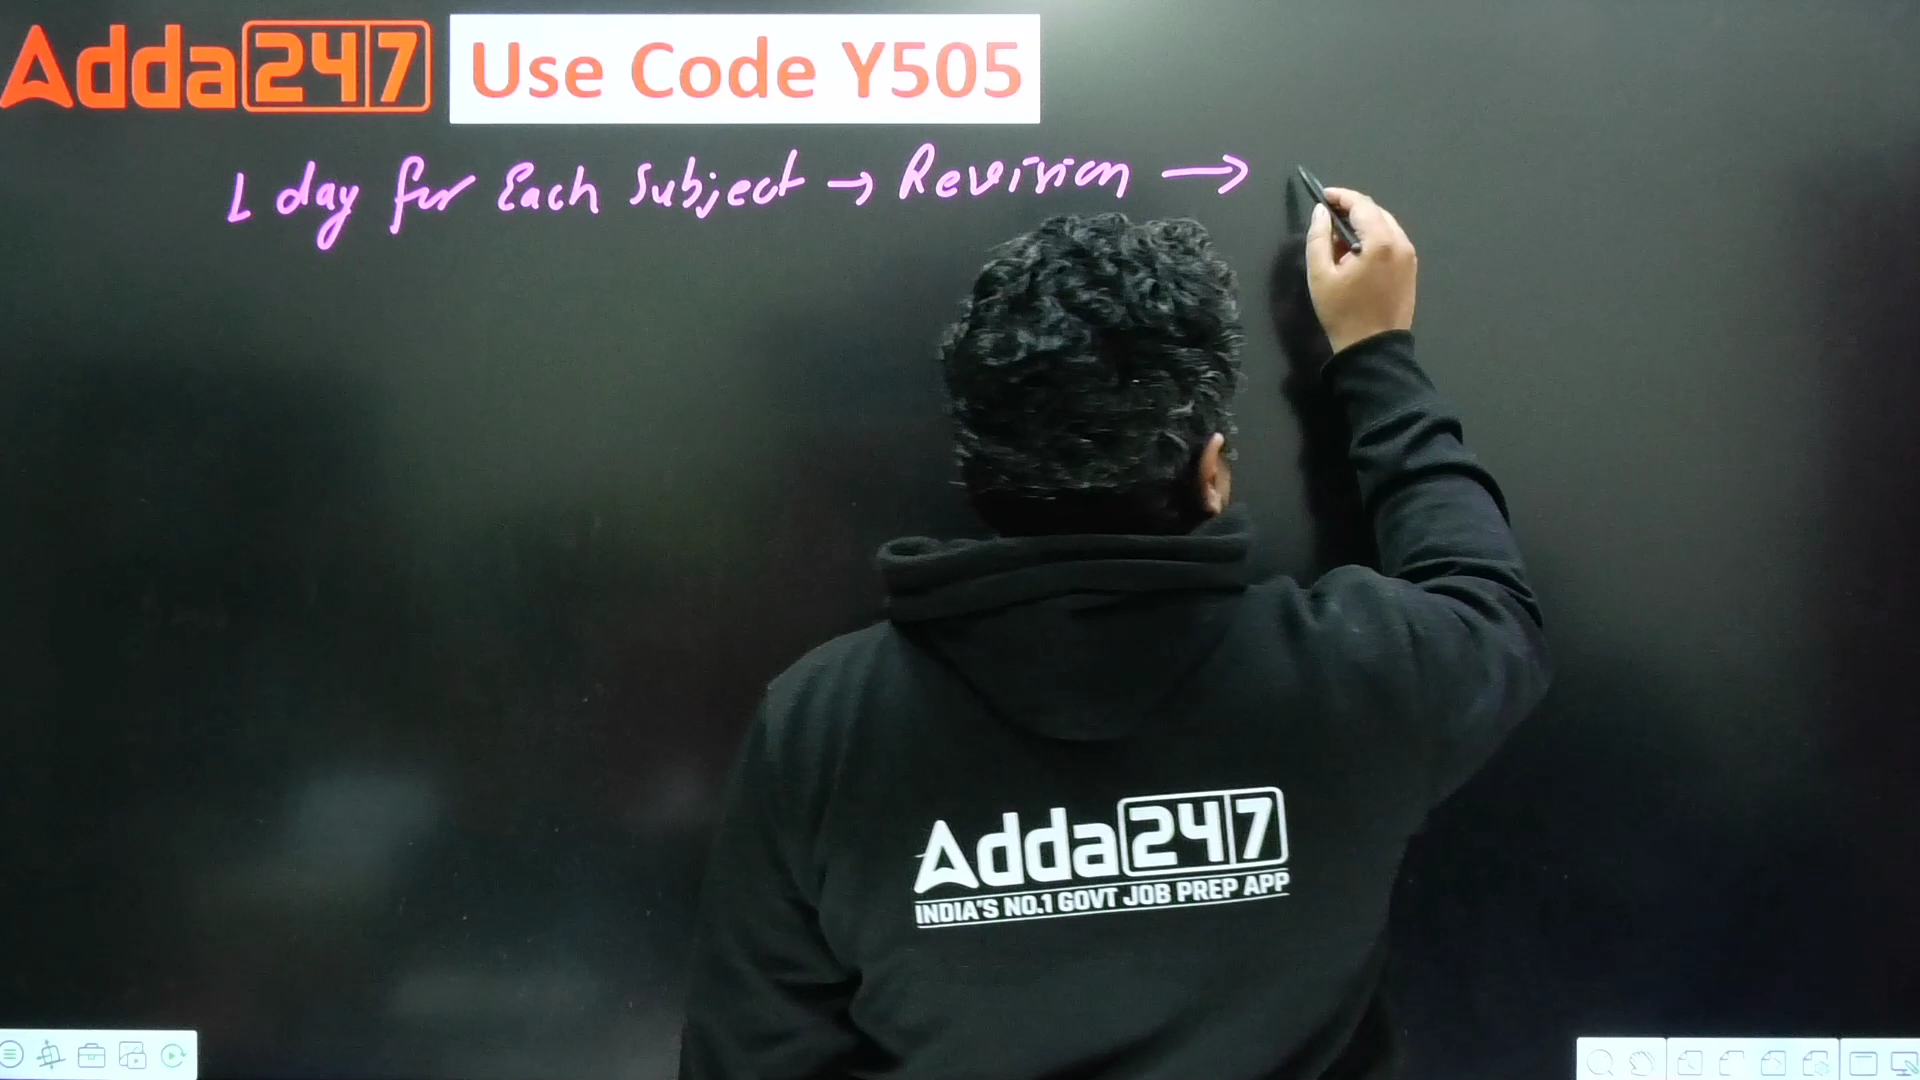 Adda247 Use Code Y505
1 day for Each Subject → Revision →
Adda247
INDIA'S NO.1 GOVT JOB PREP APP